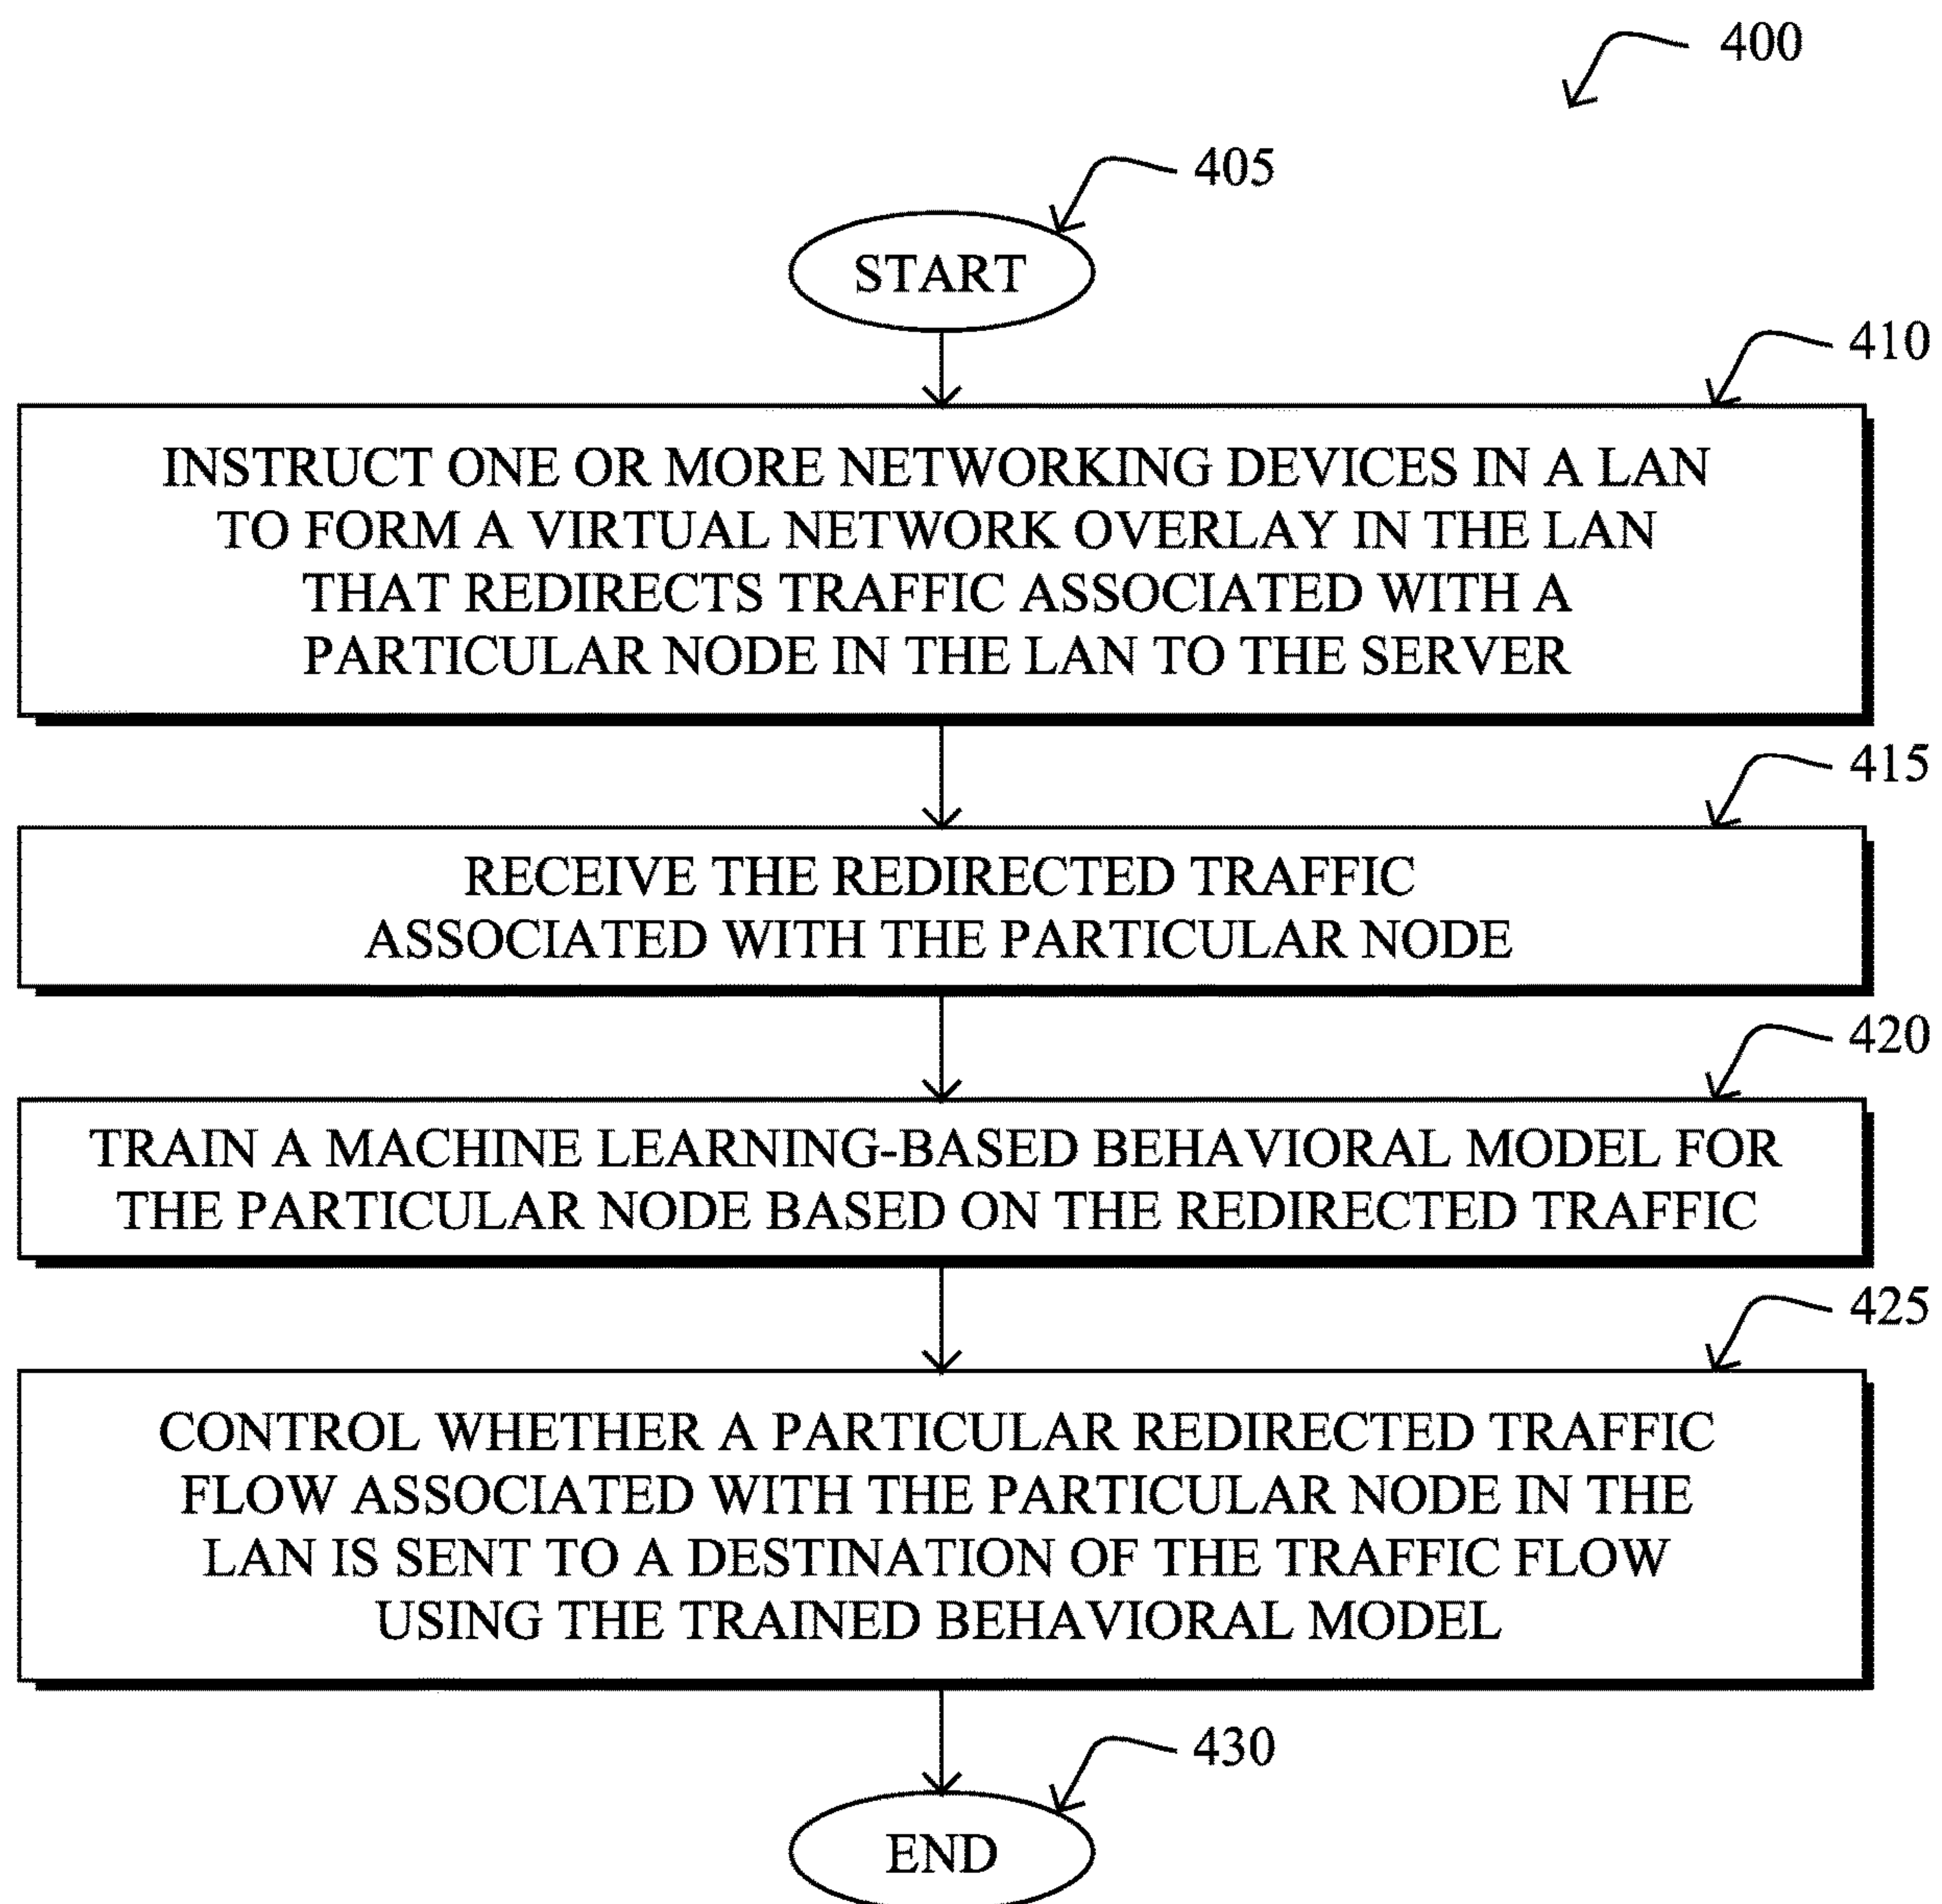 400
405
START
410
INSTRUCT ONE OR MORE NETWORKING DEVICES IN A LAN
TO FORM A VIRTUAL NETWORK OVERLAY IN THE LAN
THAT REDIRECTS TRAFFIC ASSOCIATED WITH A
PARTICULAR NODE IN THE LAN TO THE SERVER
415
RECEIVE THE REDIRECTED TRAFFIC
ASSOCIATED WITH THE PARTICULAR NODE
420
TRAIN A MACHINE LEARNING-BASED BEHAVIORAL MODEL FOR
THE PARTICULAR NODE BASED ON THE REDIRECTED TRAFFIC
425
CONTROL WHETHER A PARTICULAR REDIRECTED TRAFFIC
FLOW ASSOCIATED WITH THE PARTICULAR NODE IN THE
LAN IS SENT TO A DESTINATION OF THE TRAFFIC FLOW
USING THE TRAINED BEHAVIORAL MODEL
430
END